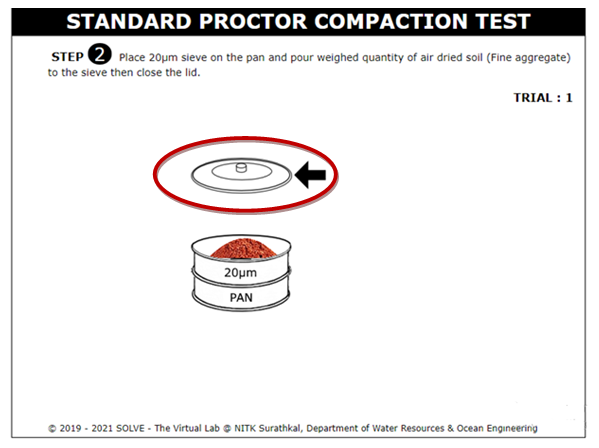 STANDARD PROCTOR COMPACTION TEST
STEP 2 Place 20μm sieve on the pan and pour weighed quantity of air dried soil (Fine aggregate)
to the sieve then close the lid.
TRIAL : 1
20μm
PAN
© 2019 - 2021 SOLVE - The Virtual Lab @ NITK Surathkal, Department of Water Resources & Ocean Engineering